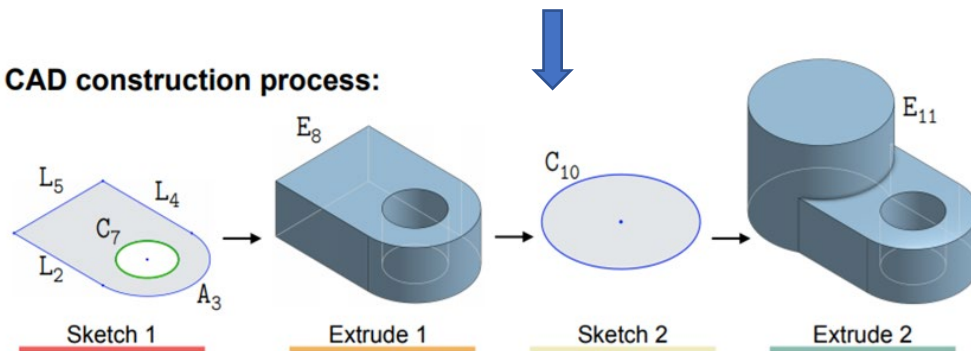 CAD construction process:
E8
E11
C10
L5
L4
C7
L2
A3
Sketch 1
Extrude 1
Sketch 2
Extrude 2